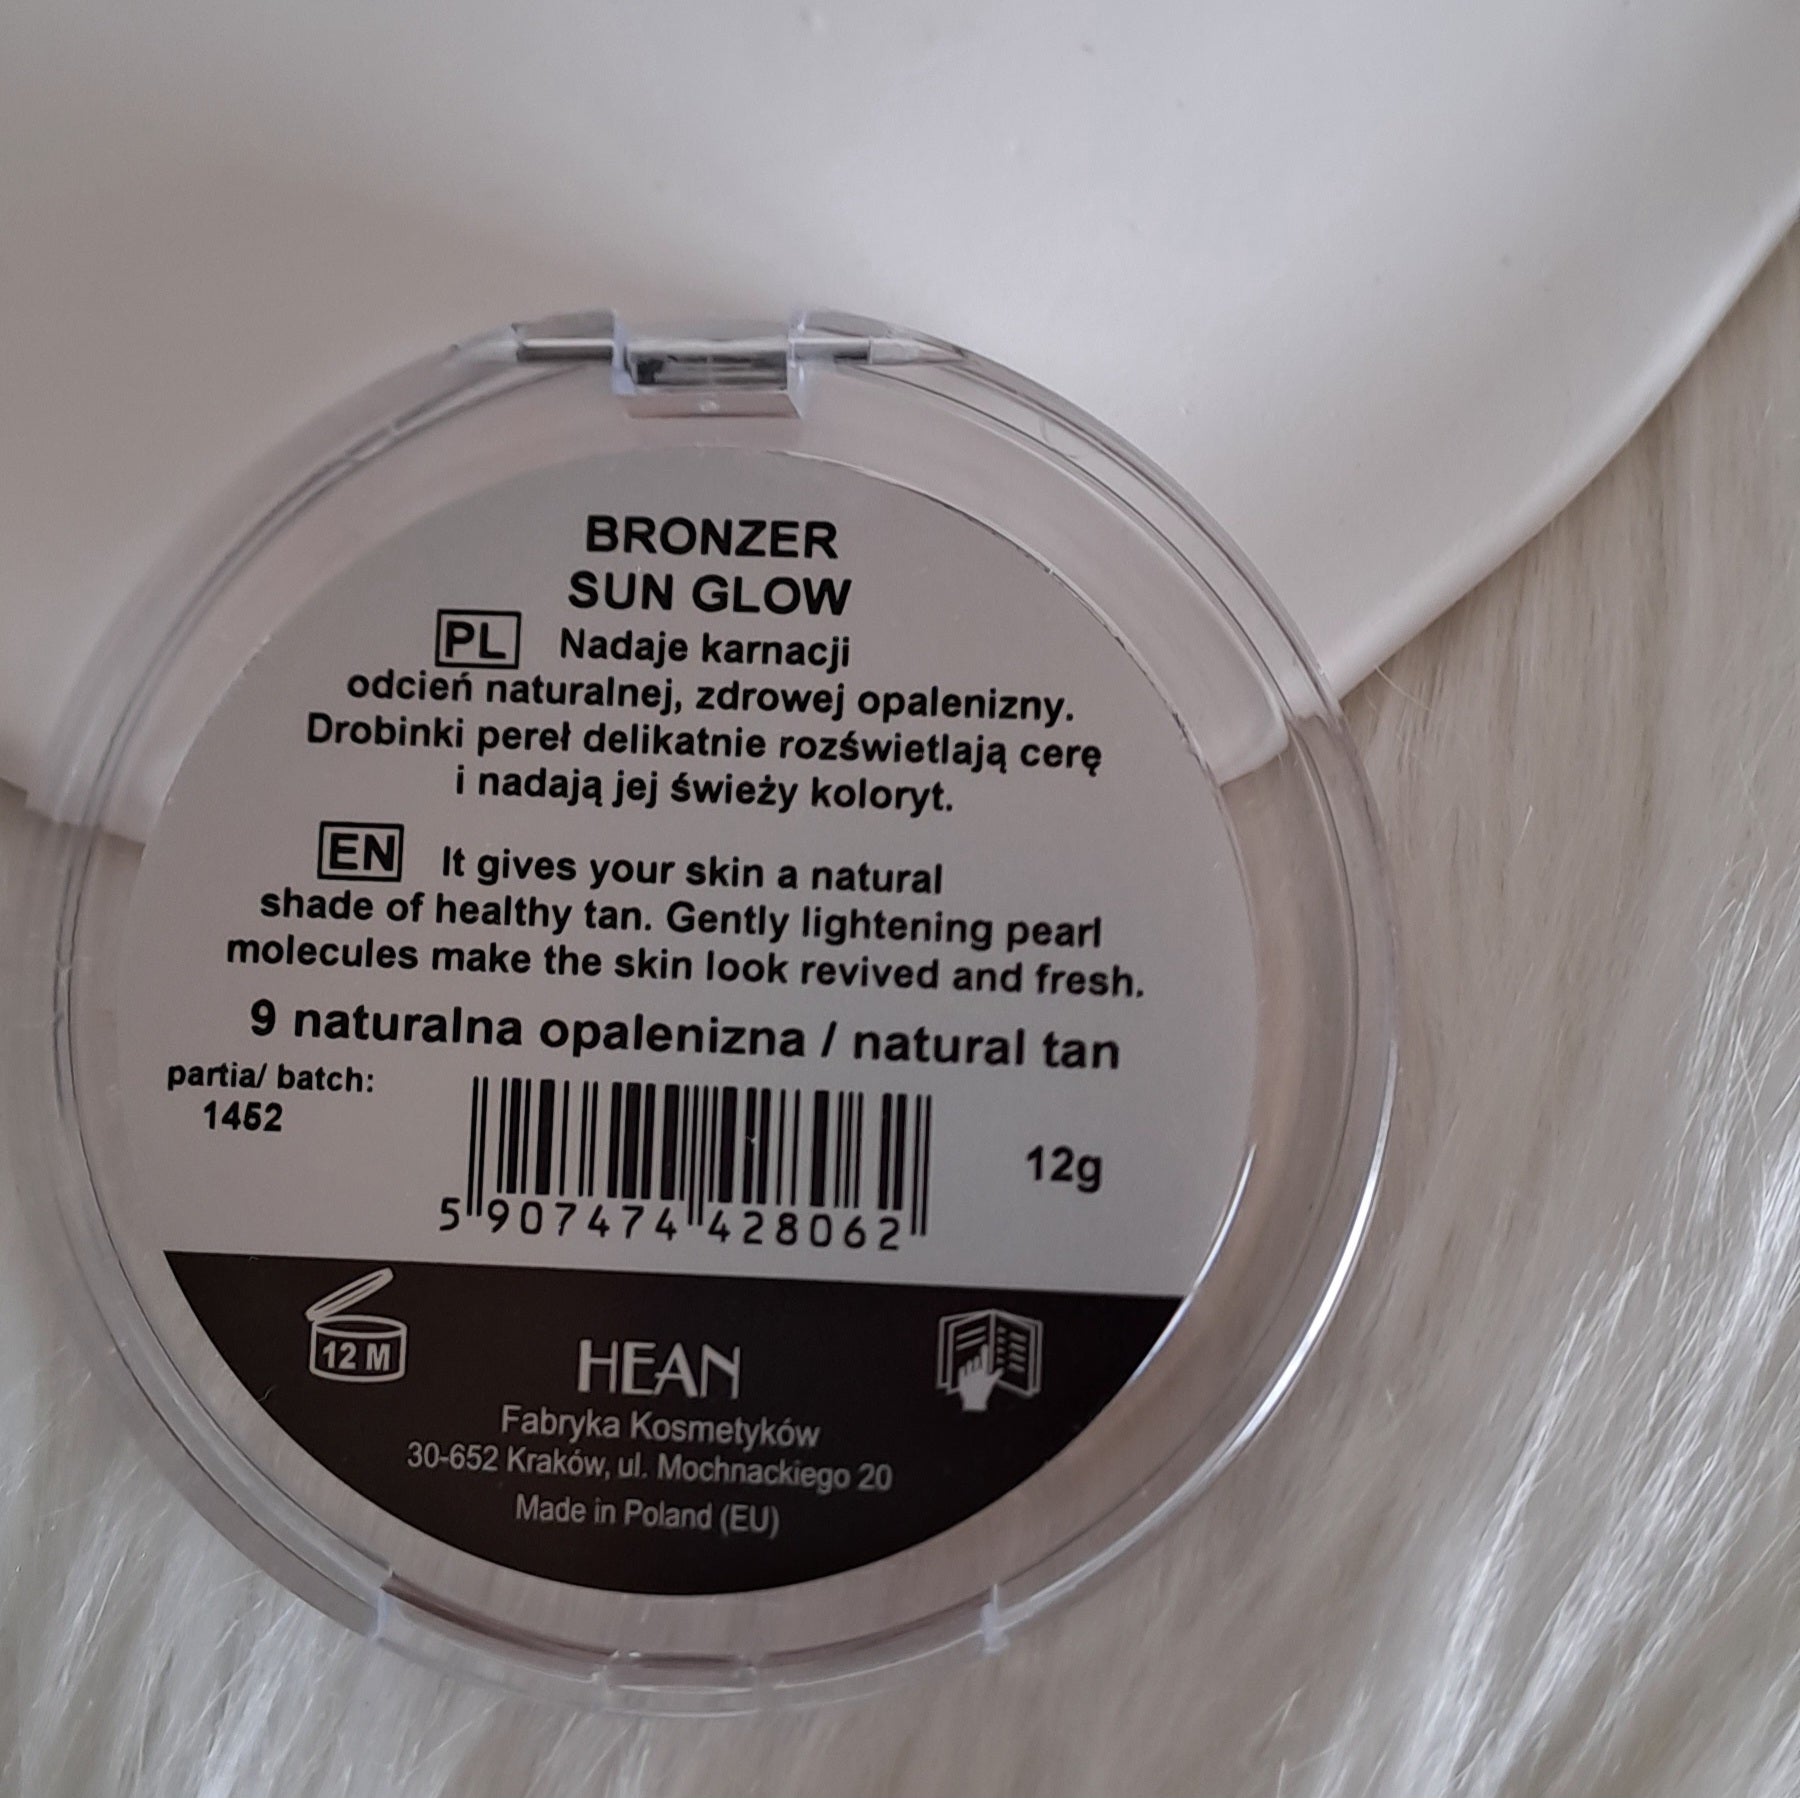 BRONZER
SUN GLOW
PL Nadaje karnacji
odcień naturalnej, zdrowej opalenizny.
Drobinki pereł delikatnie rozświetlają cerę
i nadają jej świeży koloryt.
EN It gives your skin a natural
shade of healthy tan. Gently lightening pearl
molecules make the skin look revived and fresh.
9 naturalna opalenizna / natural tan
partia/ batch:
12g
5 907474 428062
12 M
HEAN
Fabryka Kosmetyków
30-652 Kraków, ul. Mochnackiego 20
Made in Poland (EU)